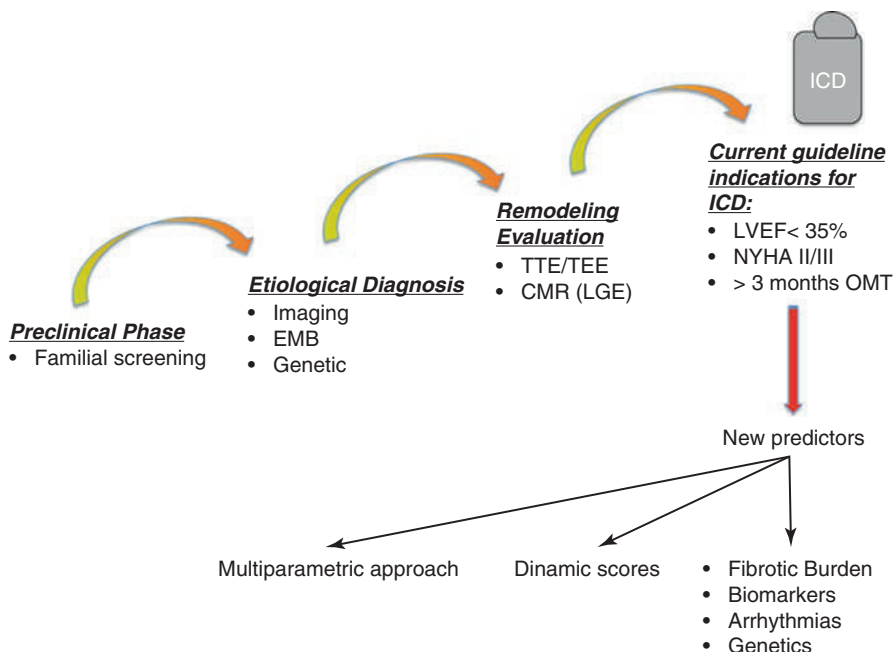 ICD
Current guideline
indications for
ICD:
• LVEF< 35%
• NYHA II/III
• > 3 months OMT
Remodeling
Evaluation
• TTE/TEE
• CMR (LGE)
Etiological Diagnosis
• Imaging
• EMB
• Genetic
Preclinical Phase
• Familial screening
New predictors
Multiparametric approach
Dinamic scores
• Fibrotic Burden
• Biomarkers
• Arrhythmias
• Genetics